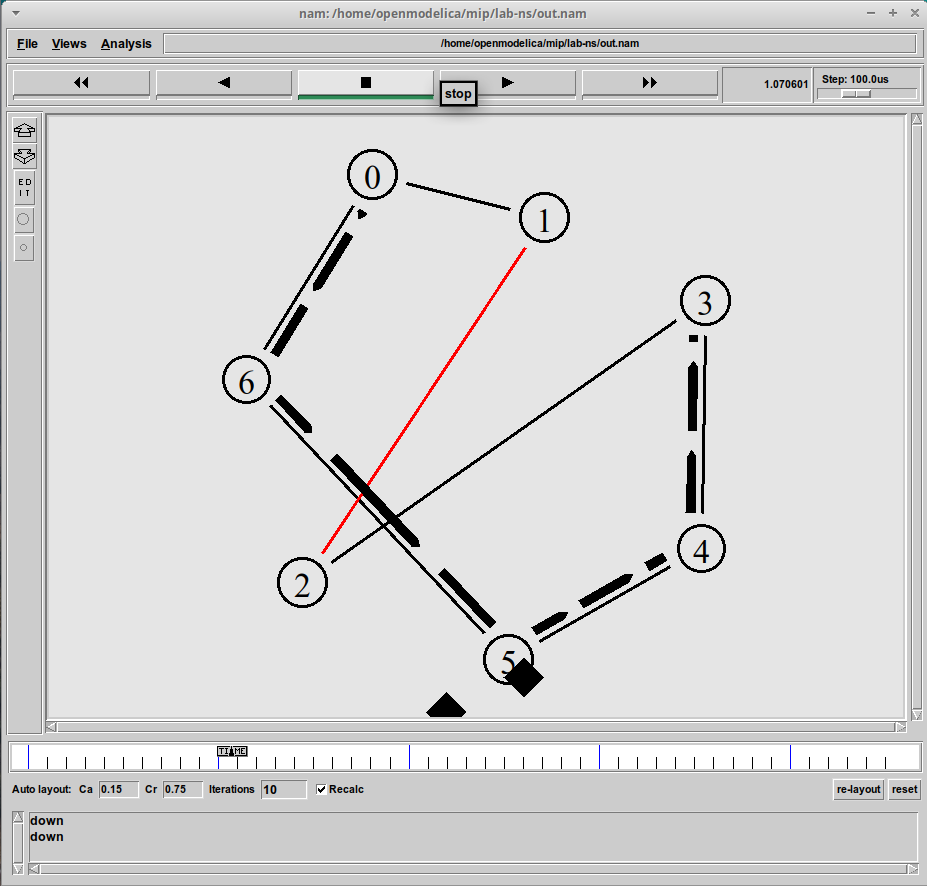 nam: /home/openmodelica/mip/lab-ns/out.nam
File Views Analysis /home/openmodelica/mip/lab-ns/out.nam
stop 1.070601 Step: 100.0us
ED
IT
0
1
3
6
4
2
5
TIME
Auto layout: Ca 0.15 Cr 0.75 Iterations 10 Recalc re-layout reset
down
down